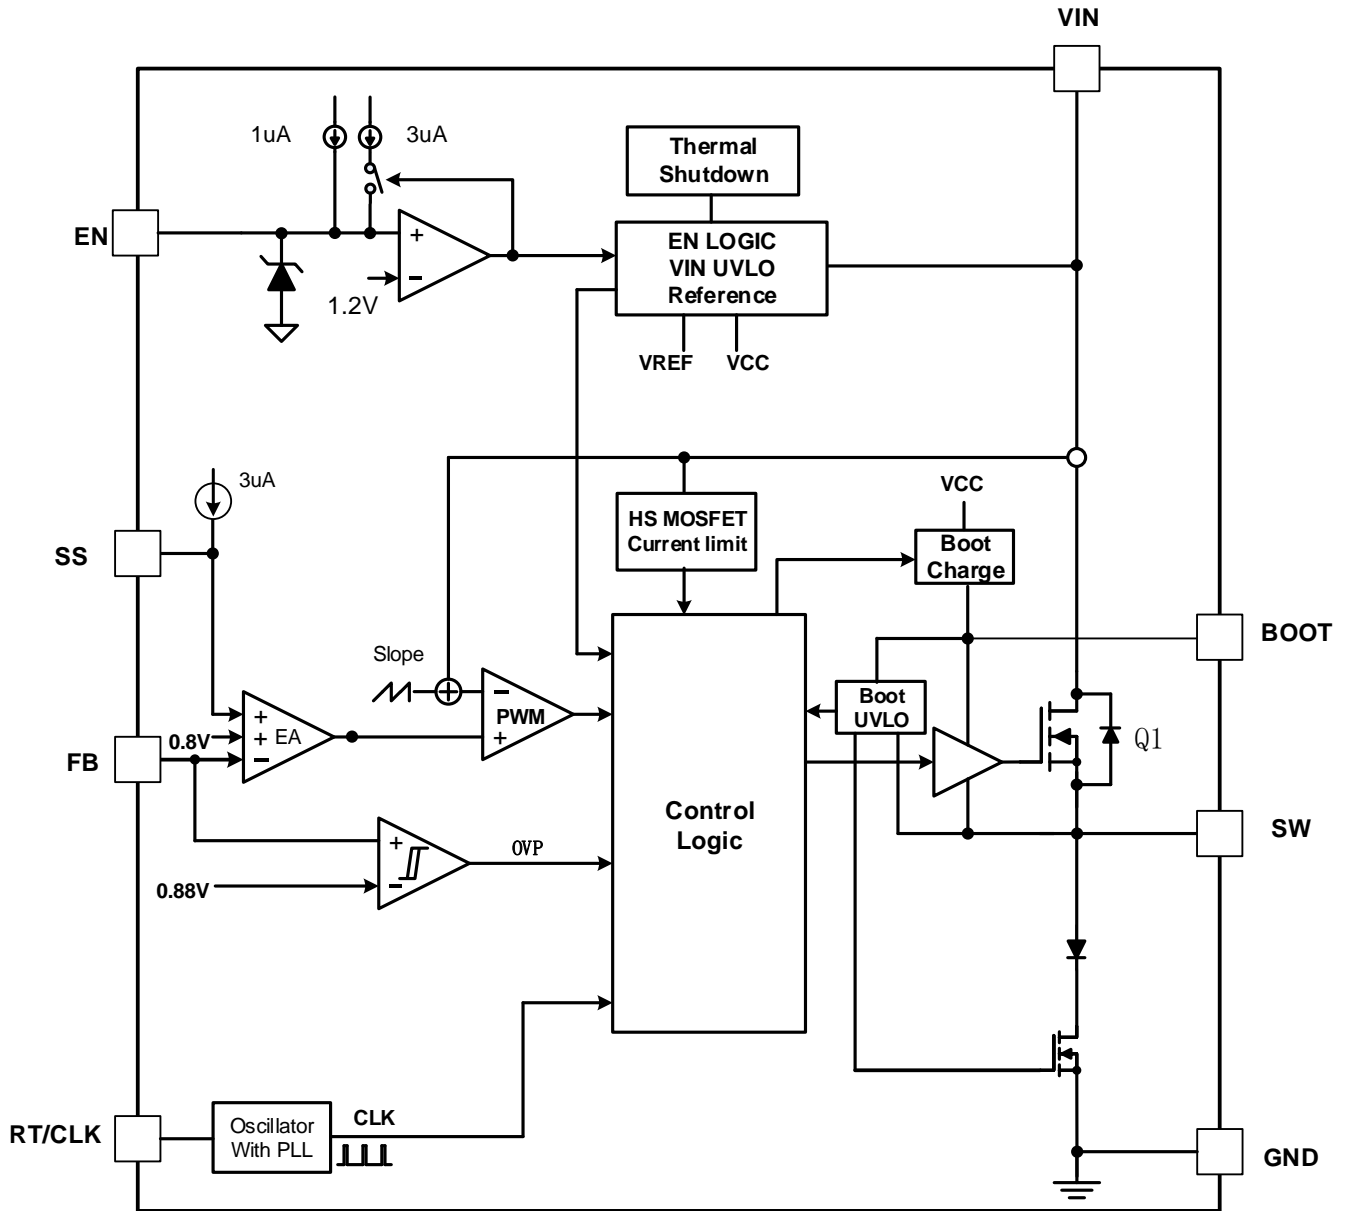 VIN
1uA
3uA
Thermal
Shutdown
EN
+
−
1.2V
EN LOGIC
VIN UVLO
Reference
VREF
VCC
3uA
SS
HS MOSFET
Current limit
VCC
Boot
Charge
BOOT
Slope
−
PWM
+
Boot
UVLO
Q1
+
0.8V
+ EA
−
FB
Control
Logic
SW
+
−
OVP
0.88V
RT/CLK
Oscillator
With PLL
CLK
GND